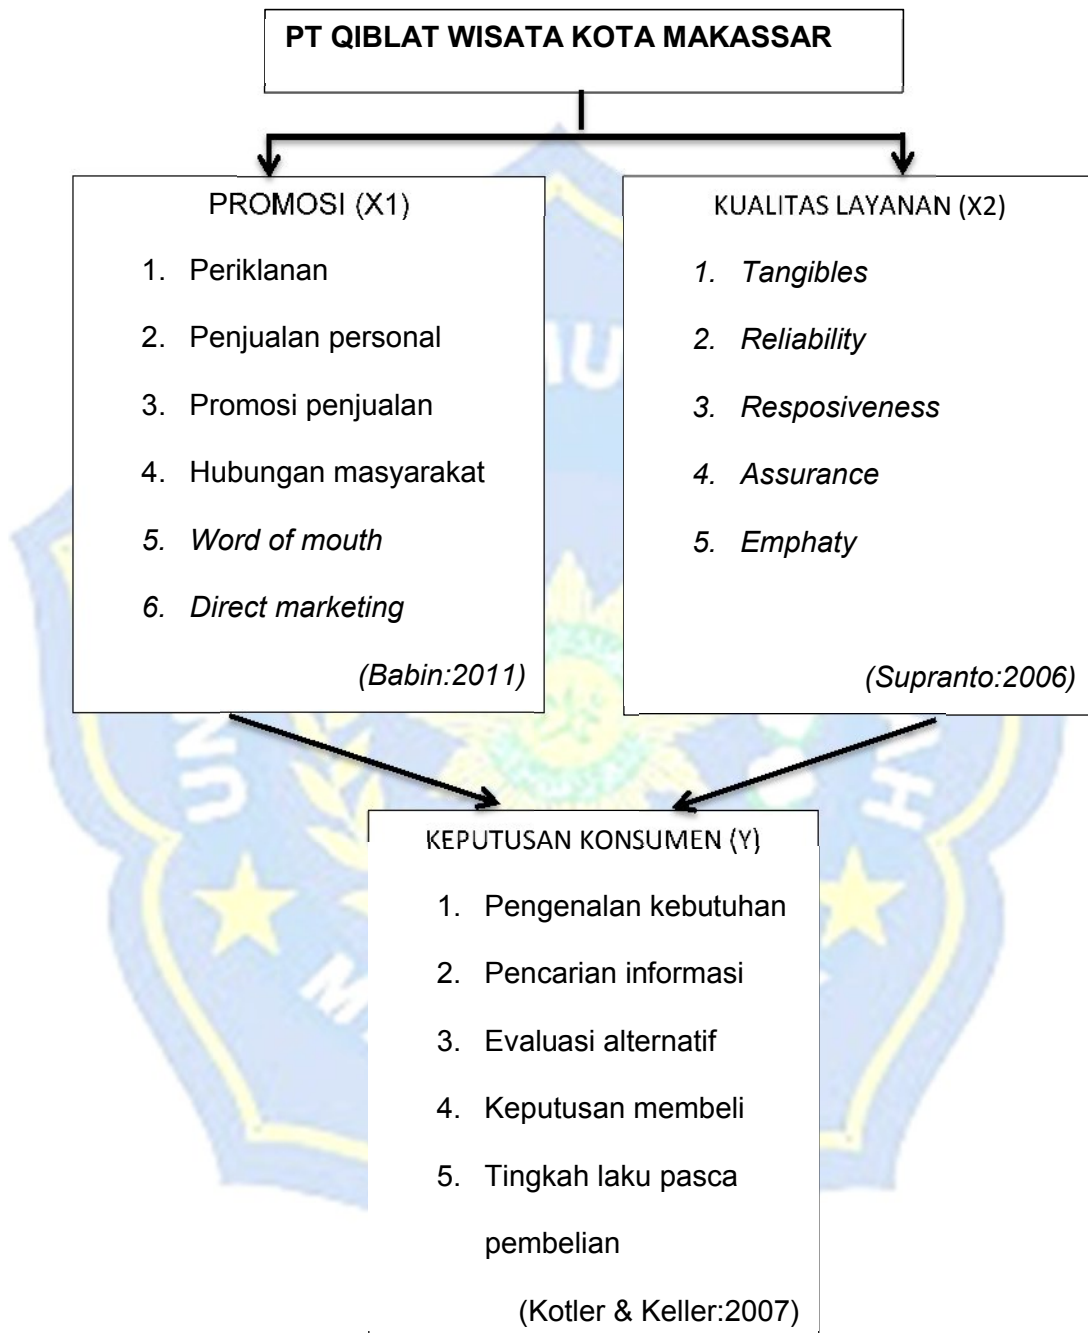 PT QIBLAT WISATA KOTA MAKASSAR
PROMOSI (X1)
1. Periklanan
2. Penjualan personal
3. Promosi penjualan
4. Hubungan masyarakat
5. Word of mouth
6. Direct marketing
(Babin:2011)
KUALITAS LAYANAN (X2)
1. Tangibles
2. Reliability
3. Resposiveness
4. Assurance
5. Emphaty
(Supranto:2006)
KEPUTUSAN KONSUMEN (Y)
1. Pengenalan kebutuhan
2. Pencarian informasi
3. Evaluasi alternatif
4. Keputusan membeli
5. Tingkah laku pasca
pembelian
(Kotler & Keller:2007)